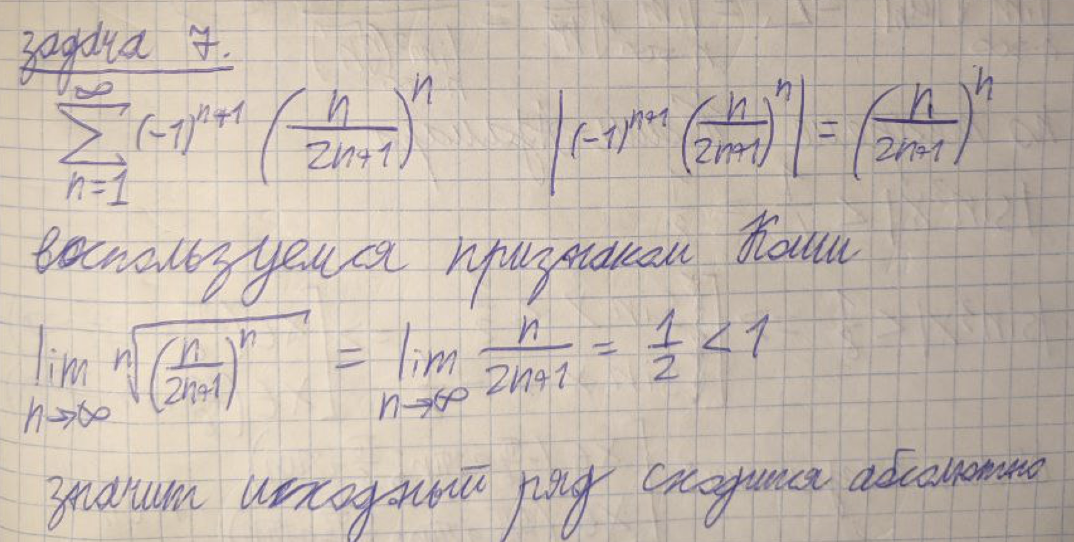 задача 7.
∑_{n=1}^{∞} (-1)^{n+1} (n/(2n+1))^n   |(-1)^{n+1} (n/(2n+1))^n| = (n/(2n+1))^n
воспользуемся признаком Коши
lim_{n→∞} ⁿ√((n/(2n+1))^n) = lim_{n→∞} n/(2n+1) = 1/2 < 1
значит исходный ряд сходится абсолютно